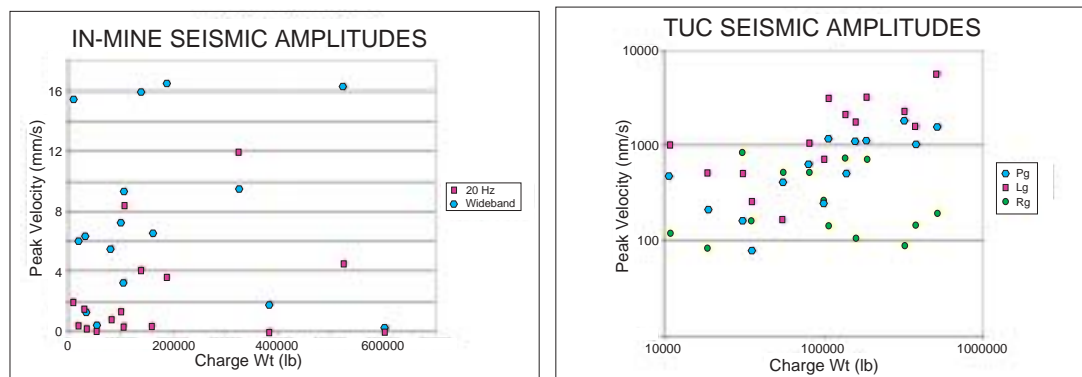 IN-MINE SEISMIC AMPLITUDES
Peak Velocity (mm/s)
16
12
8
4
0
0 200000 400000 600000
Charge Wt (lb)
20 Hz
Wideband
TUC SEISMIC AMPLITUDES
Peak Velocity (nm/s)
10000
1000
100
10000 100000 1000000
Charge Wt (lb)
Pg
Lg
Rg